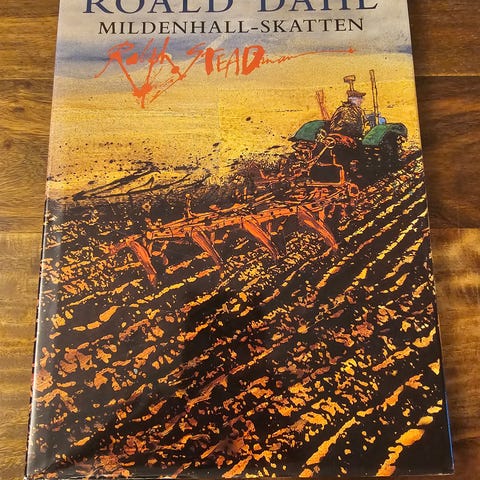 ROALD DAHL
MILDENHALL-SKATTEN
Ralph STEADman